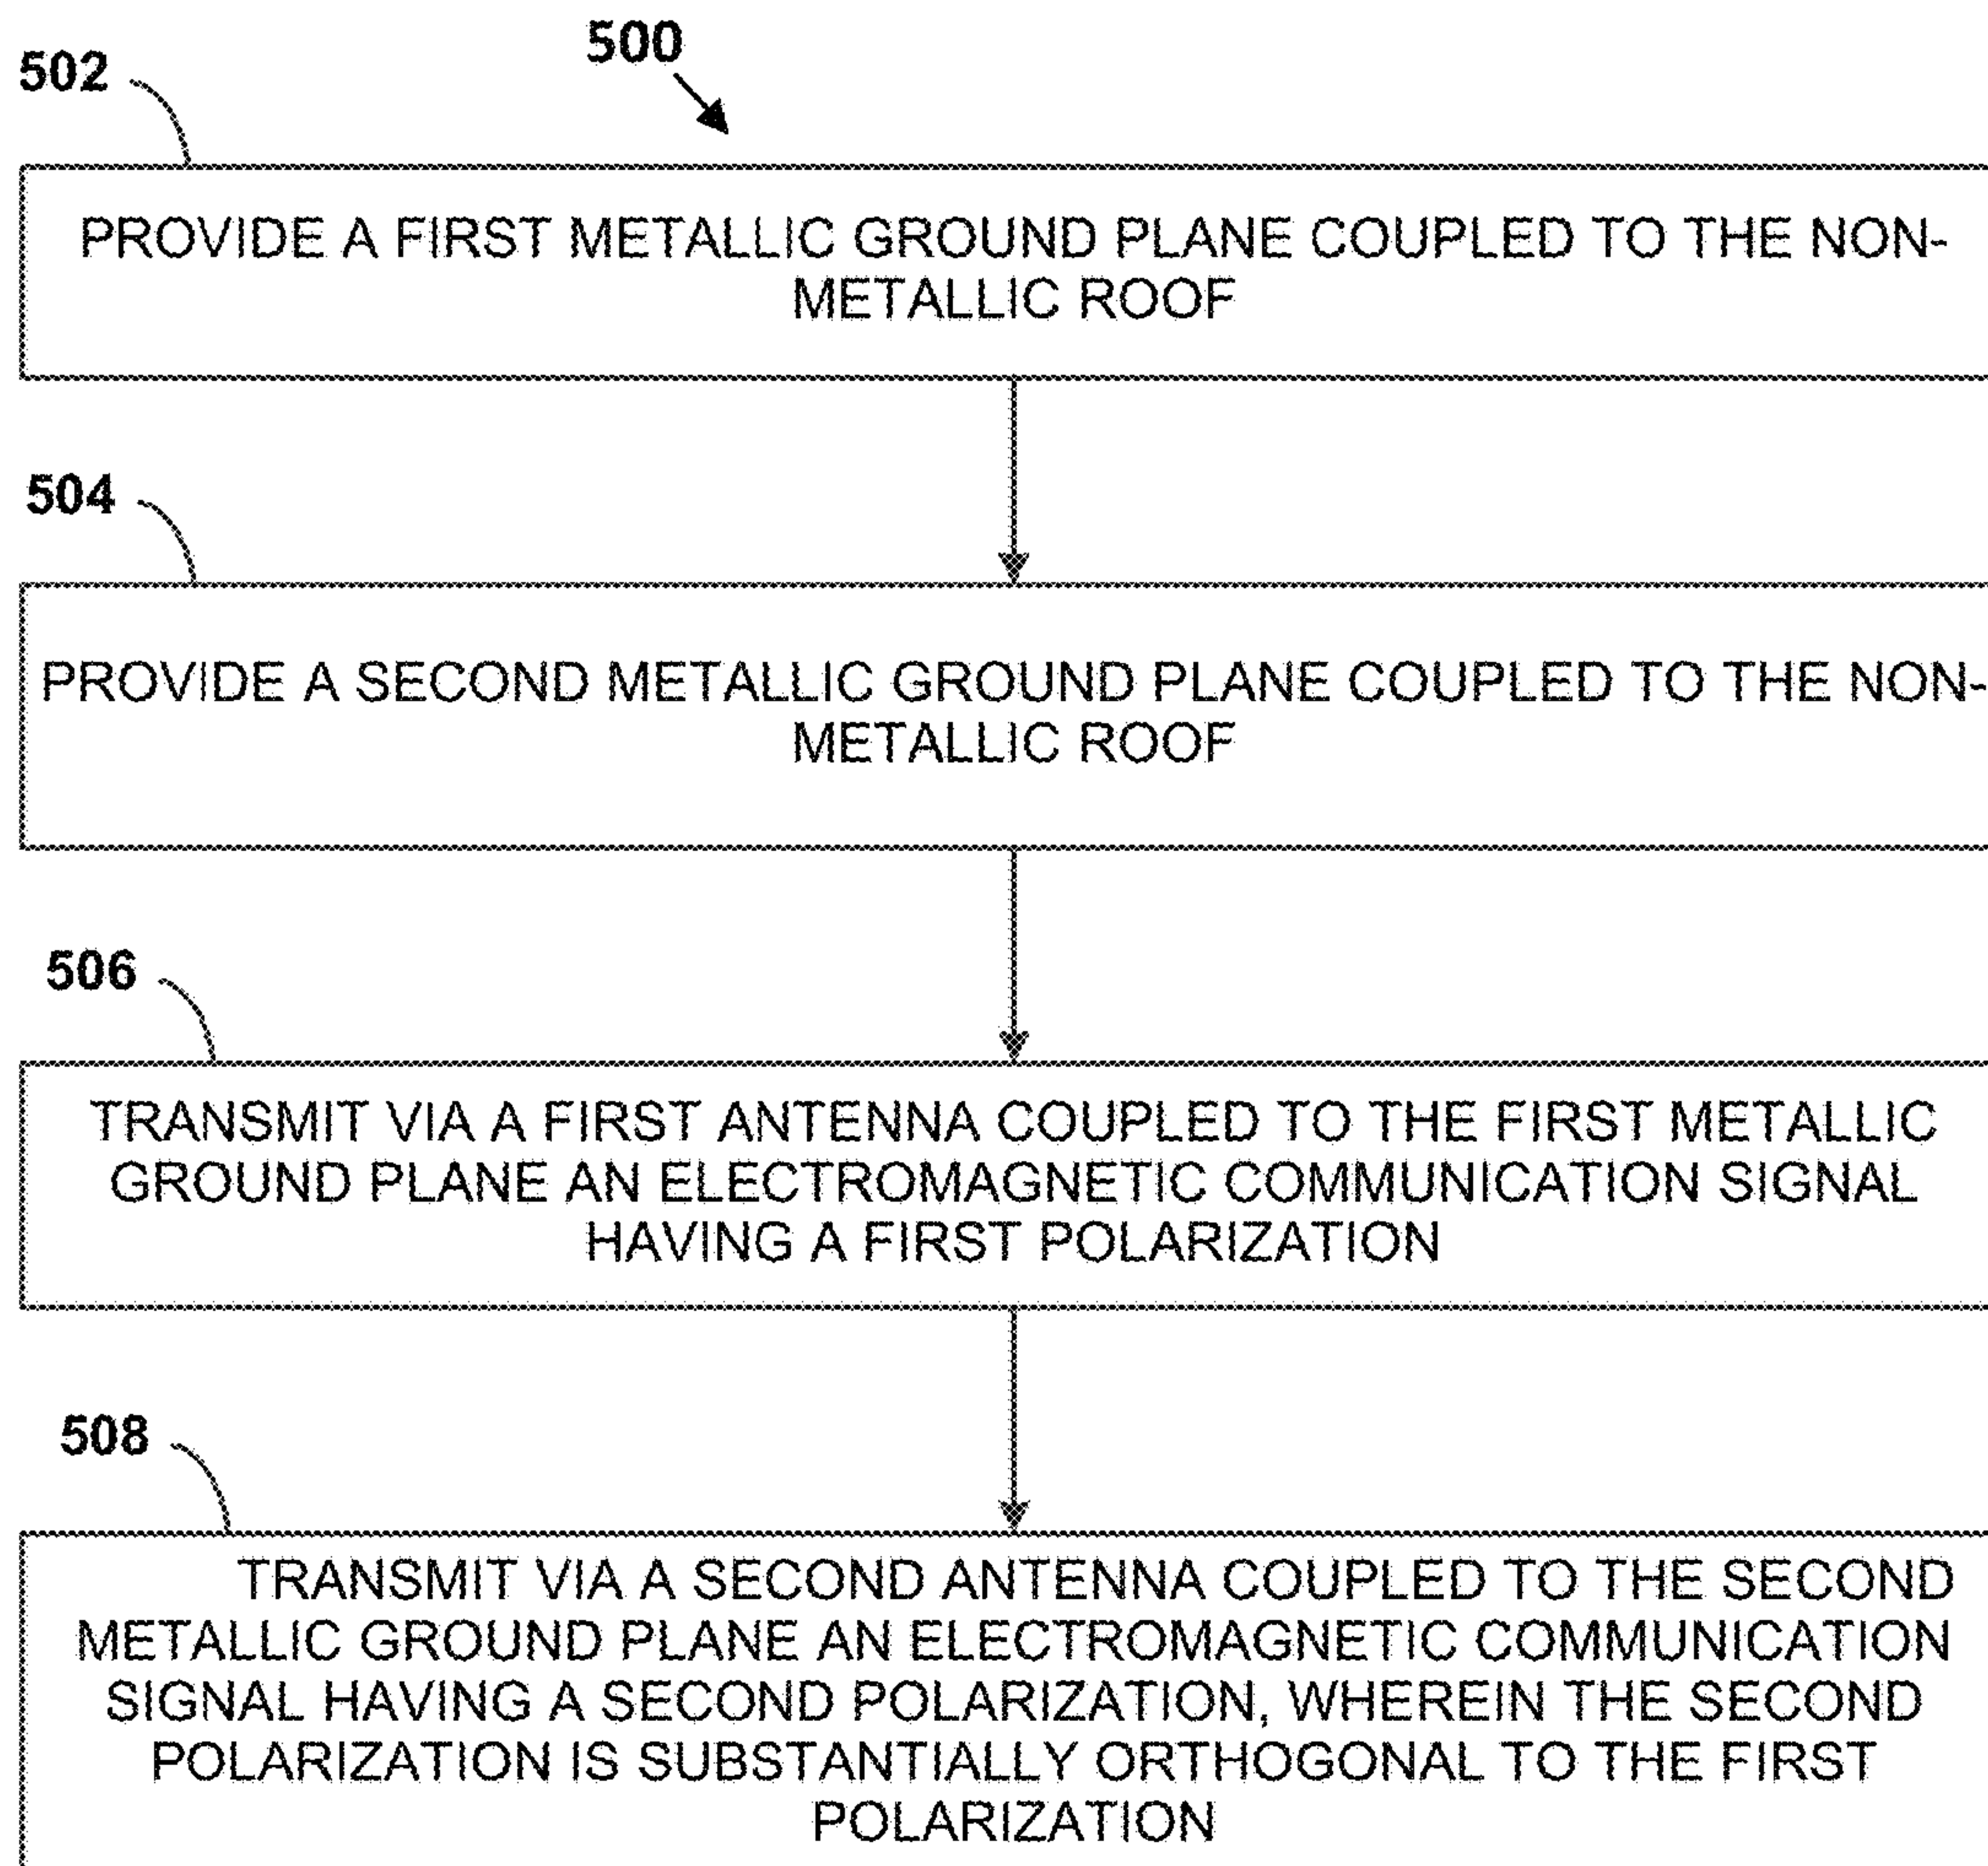 500
502
PROVIDE A FIRST METALLIC GROUND PLANE COUPLED TO THE NON-
METALLIC ROOF
504
PROVIDE A SECOND METALLIC GROUND PLANE COUPLED TO THE NON-
METALLIC ROOF
506
TRANSMIT VIA A FIRST ANTENNA COUPLED TO THE FIRST METALLIC
GROUND PLANE AN ELECTROMAGNETIC COMMUNICATION SIGNAL
HAVING A FIRST POLARIZATION
508
TRANSMIT VIA A SECOND ANTENNA COUPLED TO THE SECOND
METALLIC GROUND PLANE AN ELECTROMAGNETIC COMMUNICATION
SIGNAL HAVING A SECOND POLARIZATION, WHEREIN THE SECOND
POLARIZATION IS SUBSTANTIALLY ORTHOGONAL TO THE FIRST
POLARIZATION